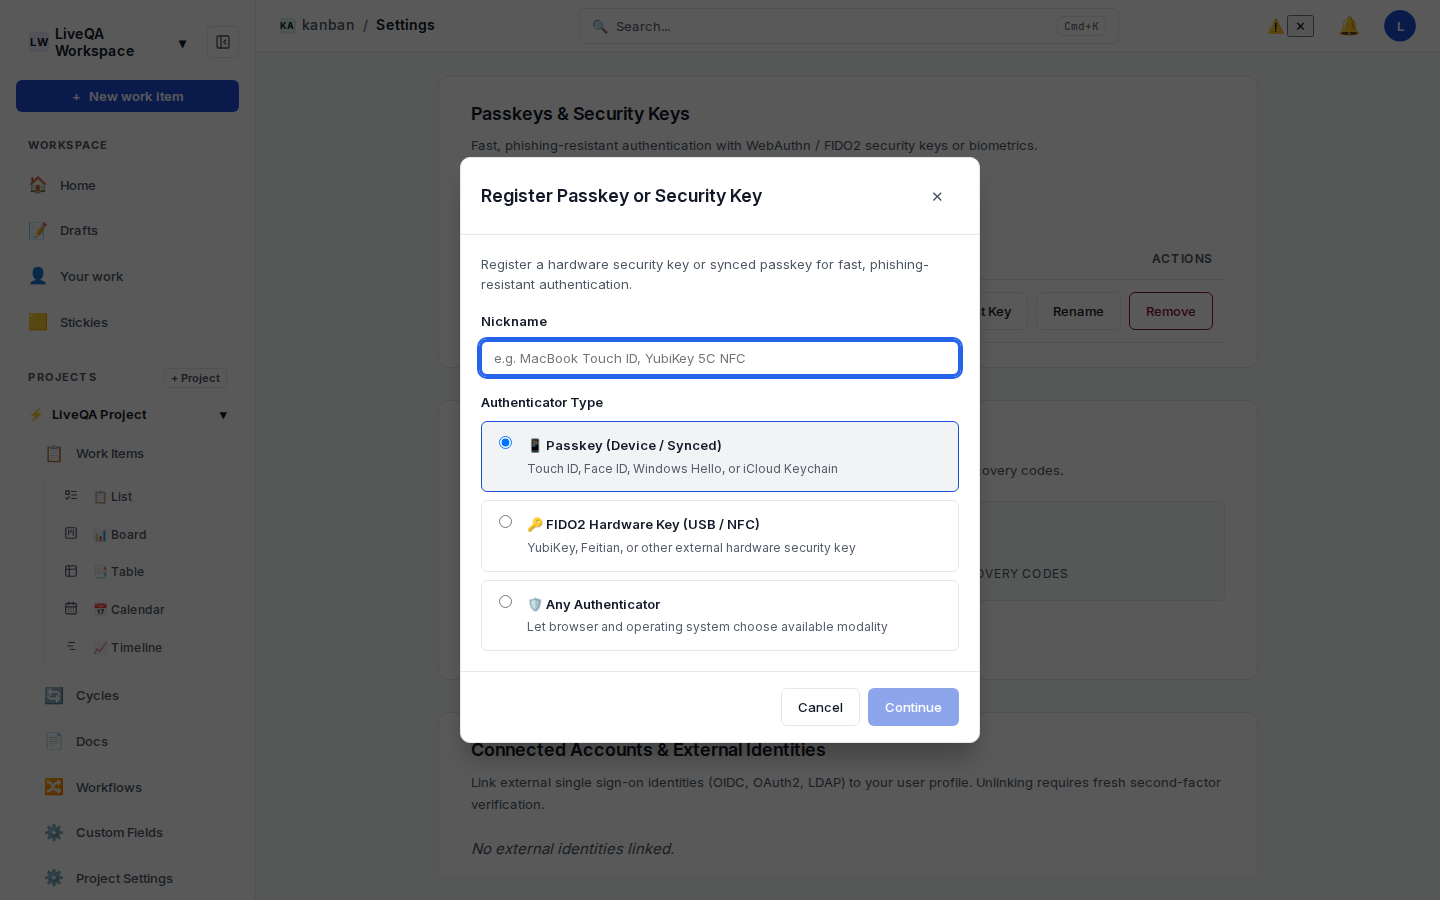 LW LiveQA Workspace ▼
+ New work item
WORKSPACE
🏠 Home
📝 Drafts
👤 Your work
🟨 Stickies
PROJECTS
+ Project
⚡ LiveQA Project ▼
📋 Work Items
📋 List
📊 Board
📑 Table
📅 Calendar
📈 Timeline
🔄 Cycles
📄 Docs
🔀 Workflows
⚙️ Custom Fields
⚙️ Project Settings
KA kanban / Settings
🔍 Search...
Cmd+K
⚠️ ✕
🔔
L
Passkeys & Security Keys
Fast, phishing-resistant authentication with WebAuthn / FIDO2 security keys or biometrics.
ACTIONS
Key
Rename
Remove
Register Passkey or Security Key
✕
Register a hardware security key or synced passkey for fast, phishing-
resistant authentication.
Nickname
e.g. MacBook Touch ID, YubiKey 5C NFC
Authenticator Type
📱 Passkey (Device / Synced)
Touch ID, Face ID, Windows Hello, or iCloud Keychain
🔑 FIDO2 Hardware Key (USB / NFC)
YubiKey, Feitian, or other external hardware security key
🛡️ Any Authenticator
Let browser and operating system choose available modality
Cancel
Continue
codes.
CODES
Connected Accounts & External Identities
Link external single sign-on identities (OIDC, OAuth2, LDAP) to your user profile. Unlinking requires fresh second-factor
verification.
No external identities linked.